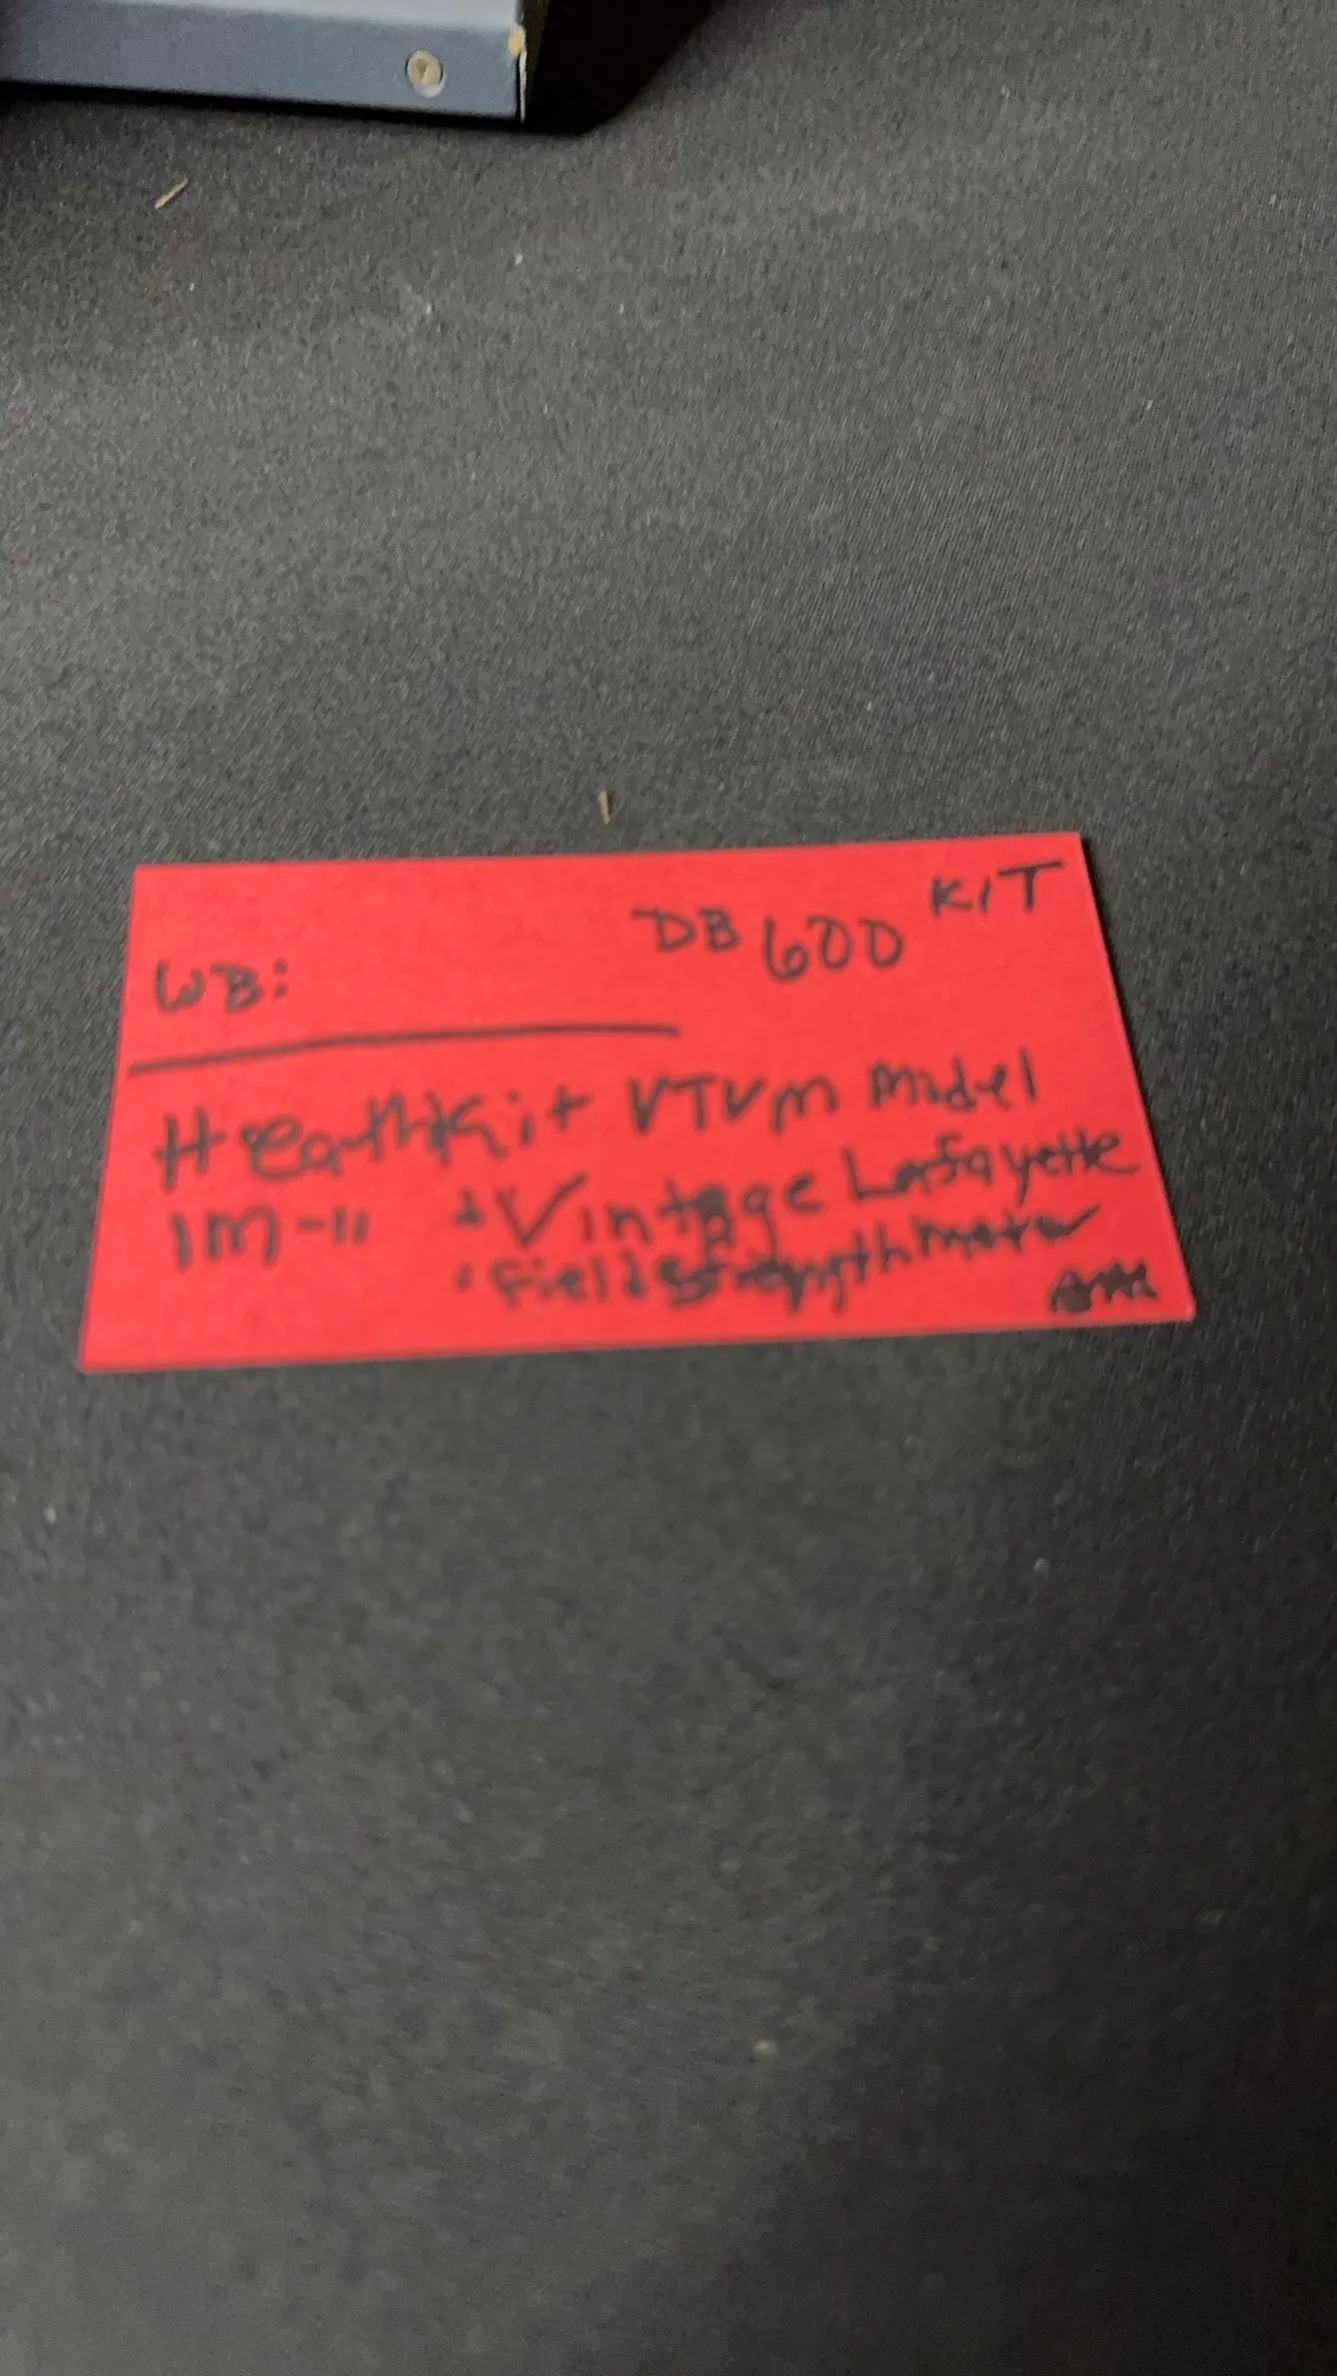 DB 600 KIT
WB:
HeathKit VTVM Model
IM-11 + Vintage Lafayette
• Field Strength Meter